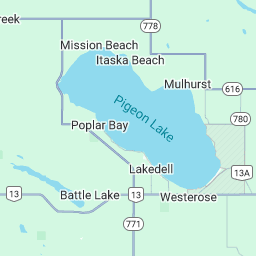 778
reek
Mission Beach
Itaska Beach
Mulhurst
616
Pigeon Lake
780
Poplar Bay
Lakedell
13A
13
Battle Lake
13
Westerose
771